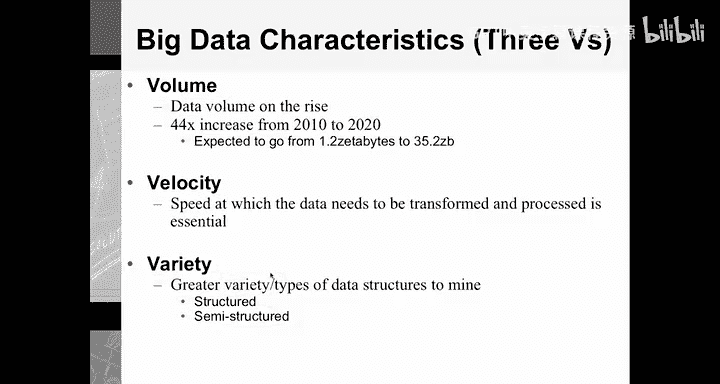 Big Data Characteristics (Three Vs)
bilibili
• Volume
– Data volume on the rise
– 44x increase from 2010 to 2020
• Expected to go from 1.2zetabytes to 35.2zb
• Velocity
– Speed at which the data needs to be transformed and processed is
essential
• Variety
– Greater variety/types of data structures to mine
• Structured
• Semi-structured